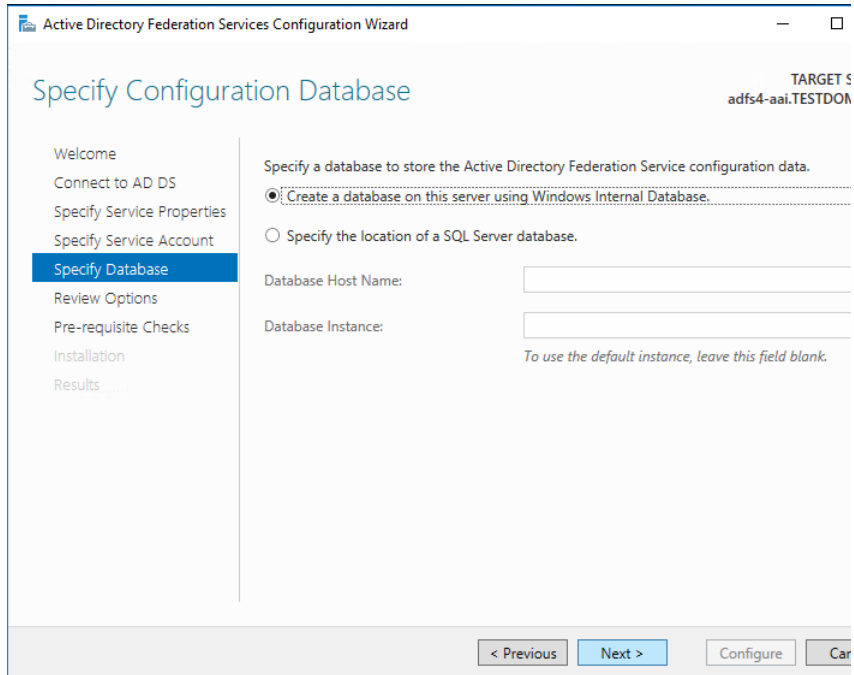 Active Directory Federation Services Configuration Wizard
Specify Configuration Database
TARGET S
adfs4-aai.TESTDOM
Welcome
Connect to AD DS
Specify Service Properties
Specify Service Account
Specify Database
Review Options
Pre-requisite Checks
Installation
Results
Specify a database to store the Active Directory Federation Service configuration data.
Create a database on this server using Windows Internal Database.
Specify the location of a SQL Server database.
Database Host Name:
Database Instance:
To use the default instance, leave this field blank.
< Previous
Next >
Configure
Can